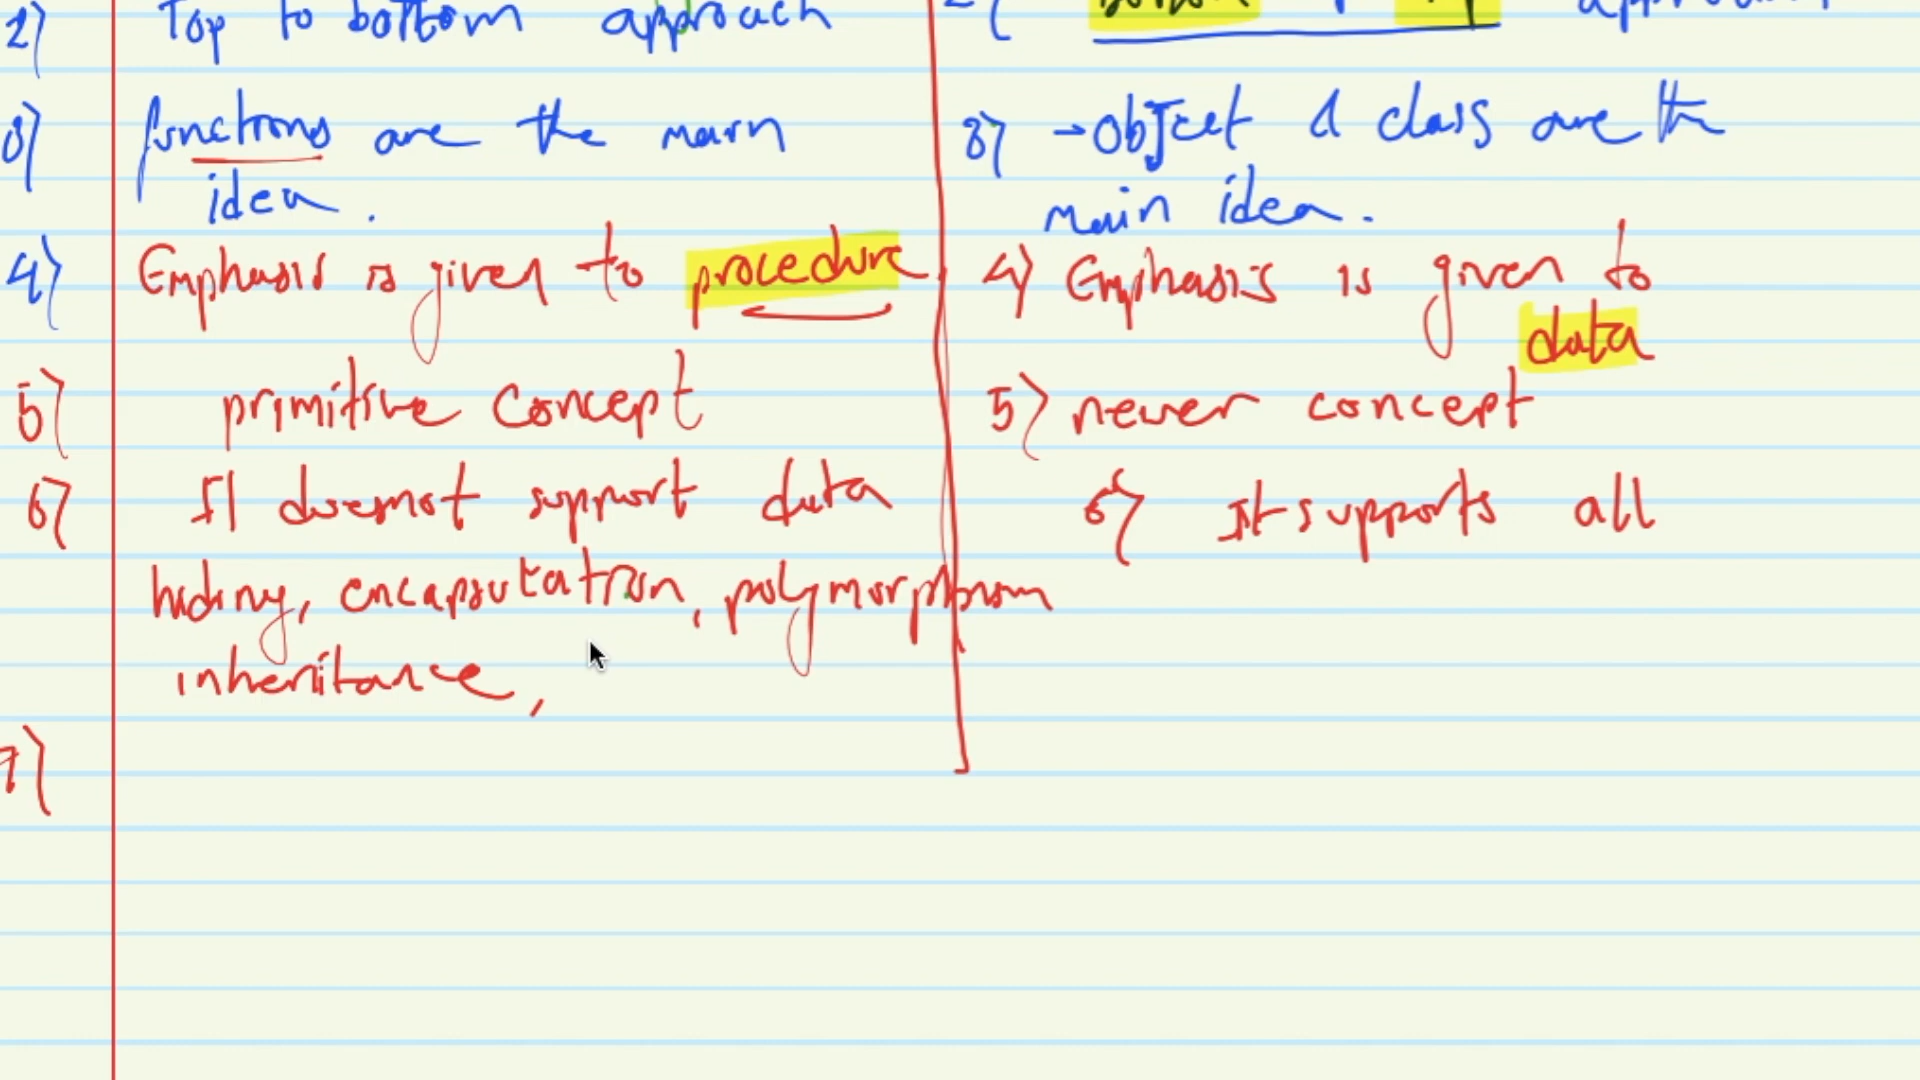 2) Top to bottom approach
3) functions are the main
idea.
4) Emphasis is given to procedure
5) primitive concept
6) It doesnot support data
hiding, encapsulation, polymorphism
inheritance,
7)
2) bottom approach
3) → Object & class are the
main idea.
4) Emphasis is given to
data
5) newer concept
6) It supports all